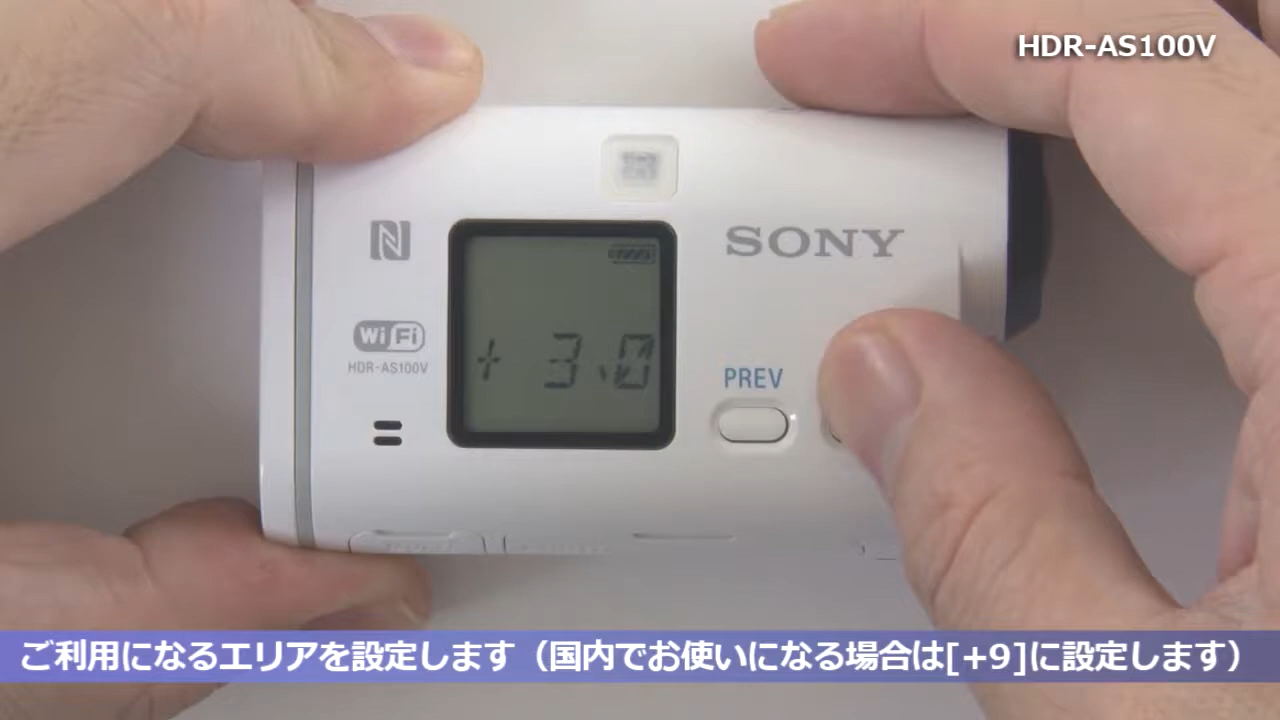 HDR-AS100V
SONY
Wi Fi
HDR-AS100V
+ 3.0
PREV
ご利用になるエリアを設定します（国内でお使いになる場合は[+9]に設定します）